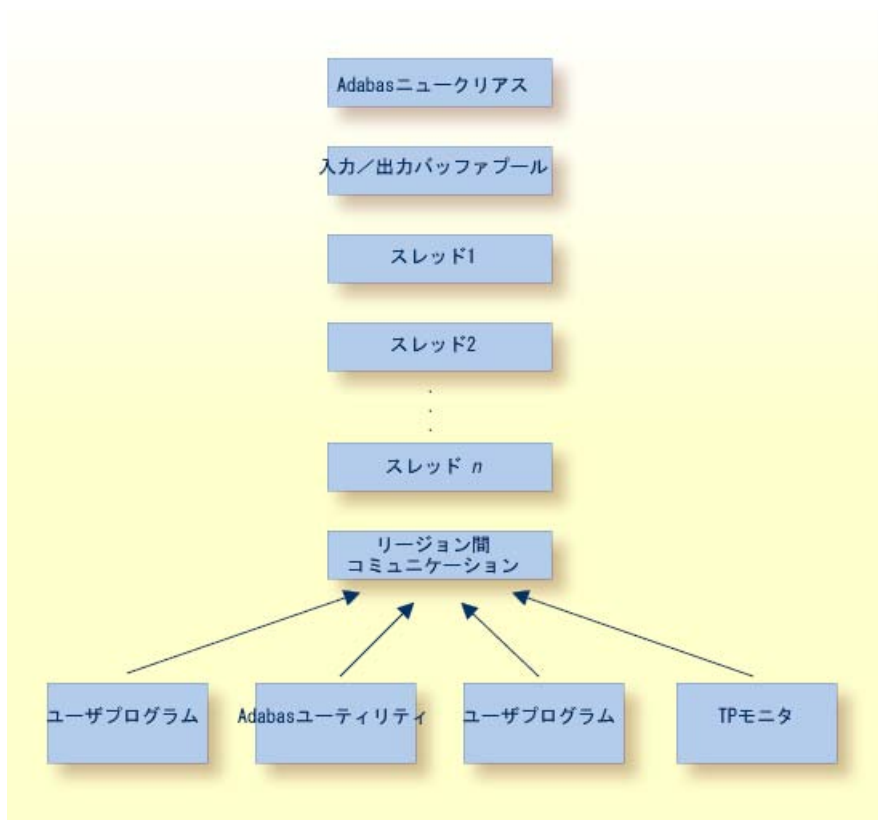 Adabasニュークリアス
入力／出力バッファプール
スレッド1
スレッド2
.
.
.
スレッド n
リージョン間
コミュニケーション
ユーザプログラム
Adabasユーティリティ
ユーザプログラム
TPモニタ